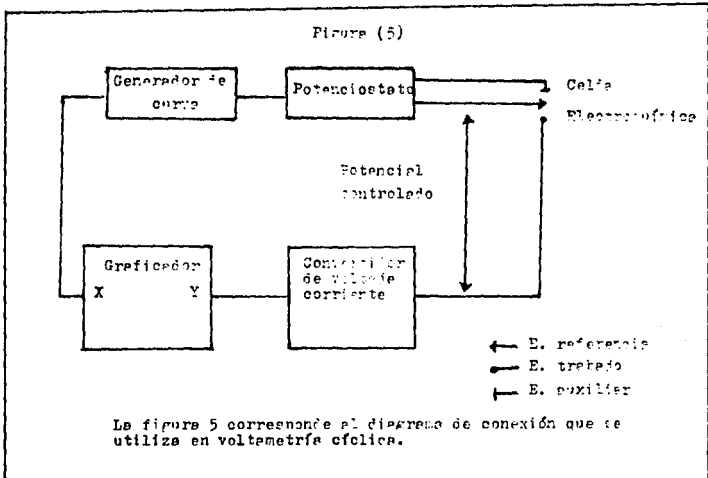 Figura (5)
Generador de
curva
Potenciostato
Celda
Electroquímica
Potencial
controlado
Graficador
X Y
de voltaje
corriente
E. referencia
E. trabajo
E. auxiliar
La figura 5 corresponde al diagrama de conexión que se
utiliza en voltametría cíclica.